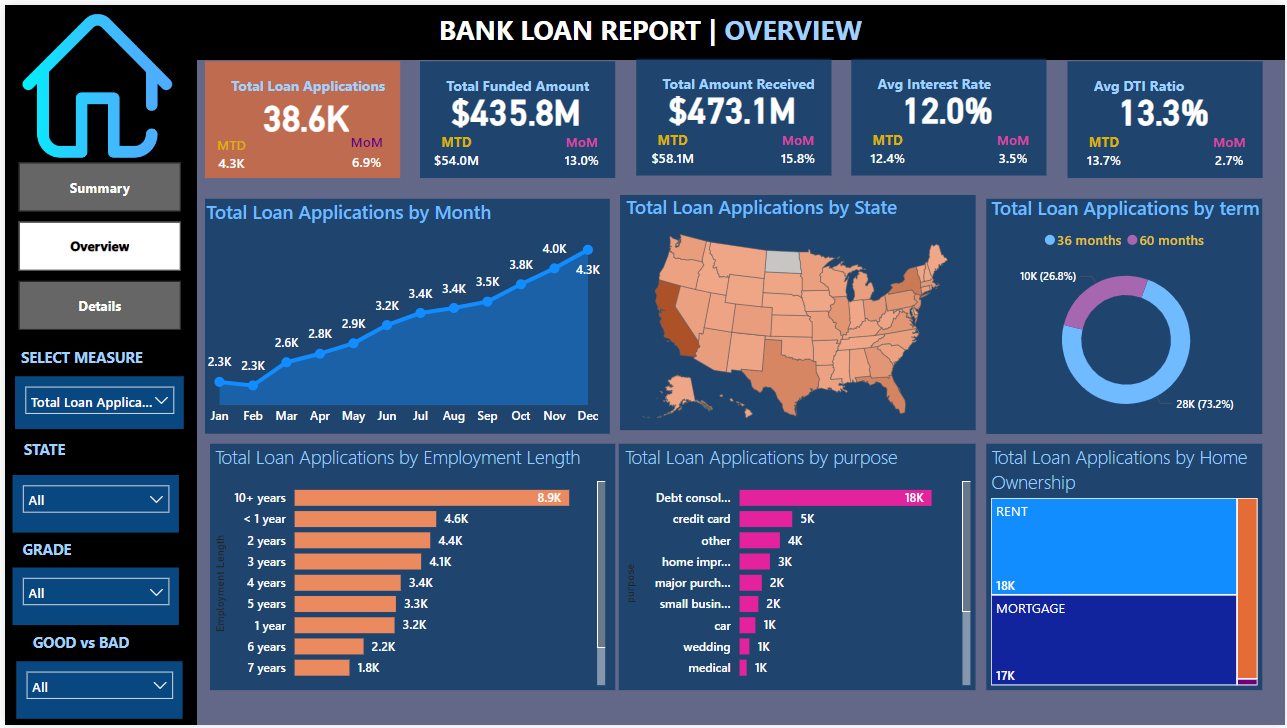 BANK LOAN REPORT | OVERVIEW
Total Loan Applications
38.6K
MTD MoM
4.3K 6.9%
Total Funded Amount
$435.8M
MTD MoM
$54.0M 13.0%
Total Amount Received
$473.1M
MTD MoM
$58.1M 15.8%
Avg Interest Rate
12.0%
MTD MoM
12.4% 3.5%
Avg DTI Ratio
13.3%
MTD MoM
13.7% 2.7%
Summary
Overview
Details
SELECT MEASURE
Total Loan Applica...
STATE
All
GRADE
All
GOOD vs BAD
All
Total Loan Applications by Month
2.3K
2.3K
2.6K
2.8K
2.9K
3.2K
3.4K
3.4K
3.5K
3.8K
4.0K
4.3K
Jan Feb Mar Apr May Jun Jul Aug Sep Oct Nov Dec
Total Loan Applications by State
Total Loan Applications by term
36 months 60 months
10K (26.8%)
28K (73.2%)
Total Loan Applications by Employment Length
Employment Length
10+ years 8.9K
< 1 year 4.6K
2 years 4.4K
3 years 4.1K
4 years 3.4K
5 years 3.3K
1 year 3.2K
6 years 2.2K
7 years 1.8K
Total Loan Applications by purpose
purpose
Debt consol... 18K
credit card 5K
other 4K
home impr... 3K
major purch... 2K
small busin... 2K
car 1K
wedding 1K
medical 1K
Total Loan Applications by Home
Ownership
RENT
18K
MORTGAGE
17K